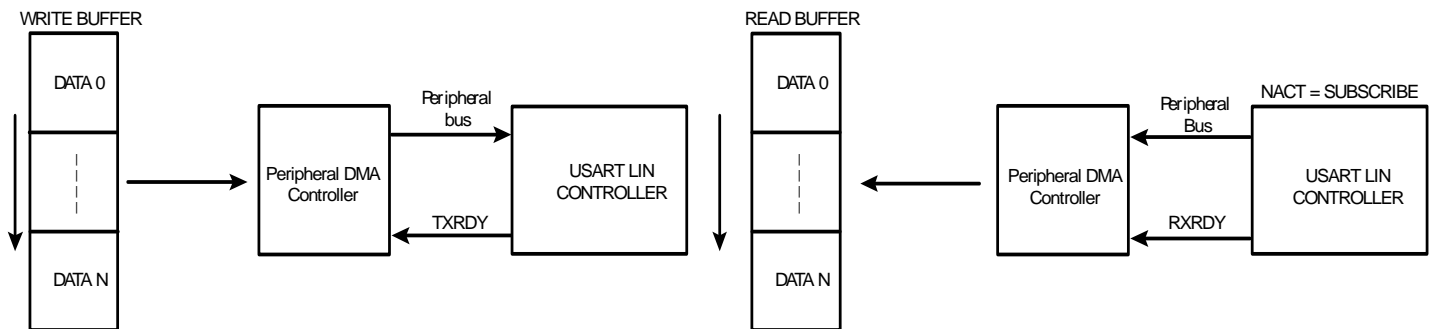 WRITE BUFFER
DATA 0
DATA N
Peripheral DMA
Controller
Peripheral
bus
TXRDY
USART LIN
CONTROLLER
READ BUFFER
DATA 0
DATA N
Peripheral DMA
Controller
Peripheral
Bus
RXRDY
NACT = SUBSCRIBE
USART LIN
CONTROLLER